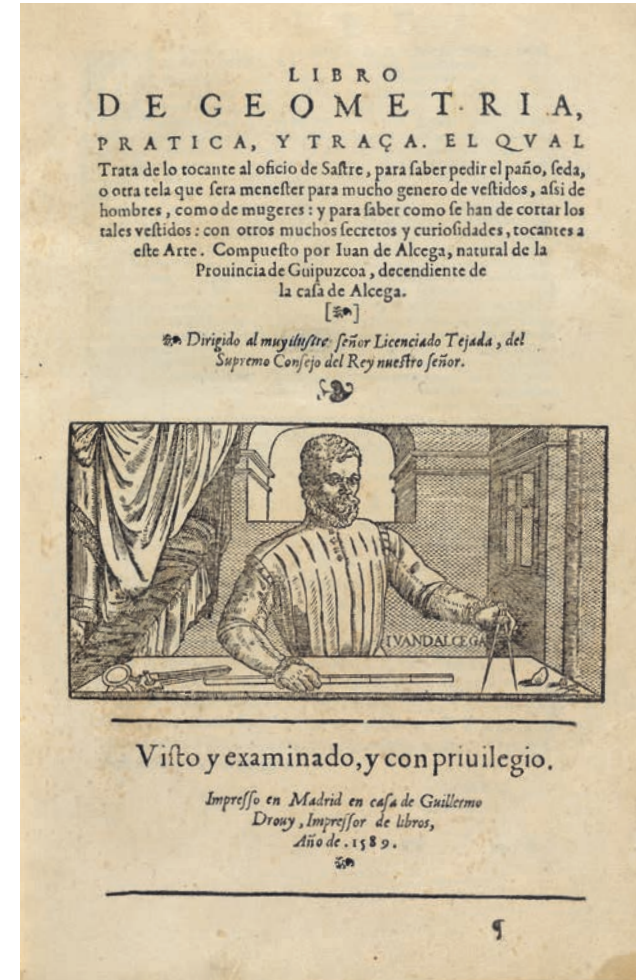 LIBRO
DE GEOMETRIA,
PRATICA, Y TRAÇA. EL QVAL
Trata de lo tocante al oficio de Saſtre, para ſaber pedir el paño, ſeda,
o otra tela que ſera meneſter para mucho genero de veſtidos, aſsi de
hombres, como de mugeres: y para ſaber como ſe han de cortar los
tales veſtidos: con otros muchos ſecretos y curioſidades, tocantes a
eſte Arte. Compueſto por Iuan de Alcega, natural de la
Prouincia de Guipuzcoa, decendiente de
la caſa de Alcega.
[❧]
❧ Dirigido al muy iluſtre ſeñor Licenciado Tejada, del
Supremo Conſejo del Rey nueſtro ſeñor.
IVANDALCEGA
Viſto y examinado, y con priuilegio.
Impreſſo en Madrid en caſa de Guillermo
Drouy, Impreſſor de libros,
Año de .1589.
¶